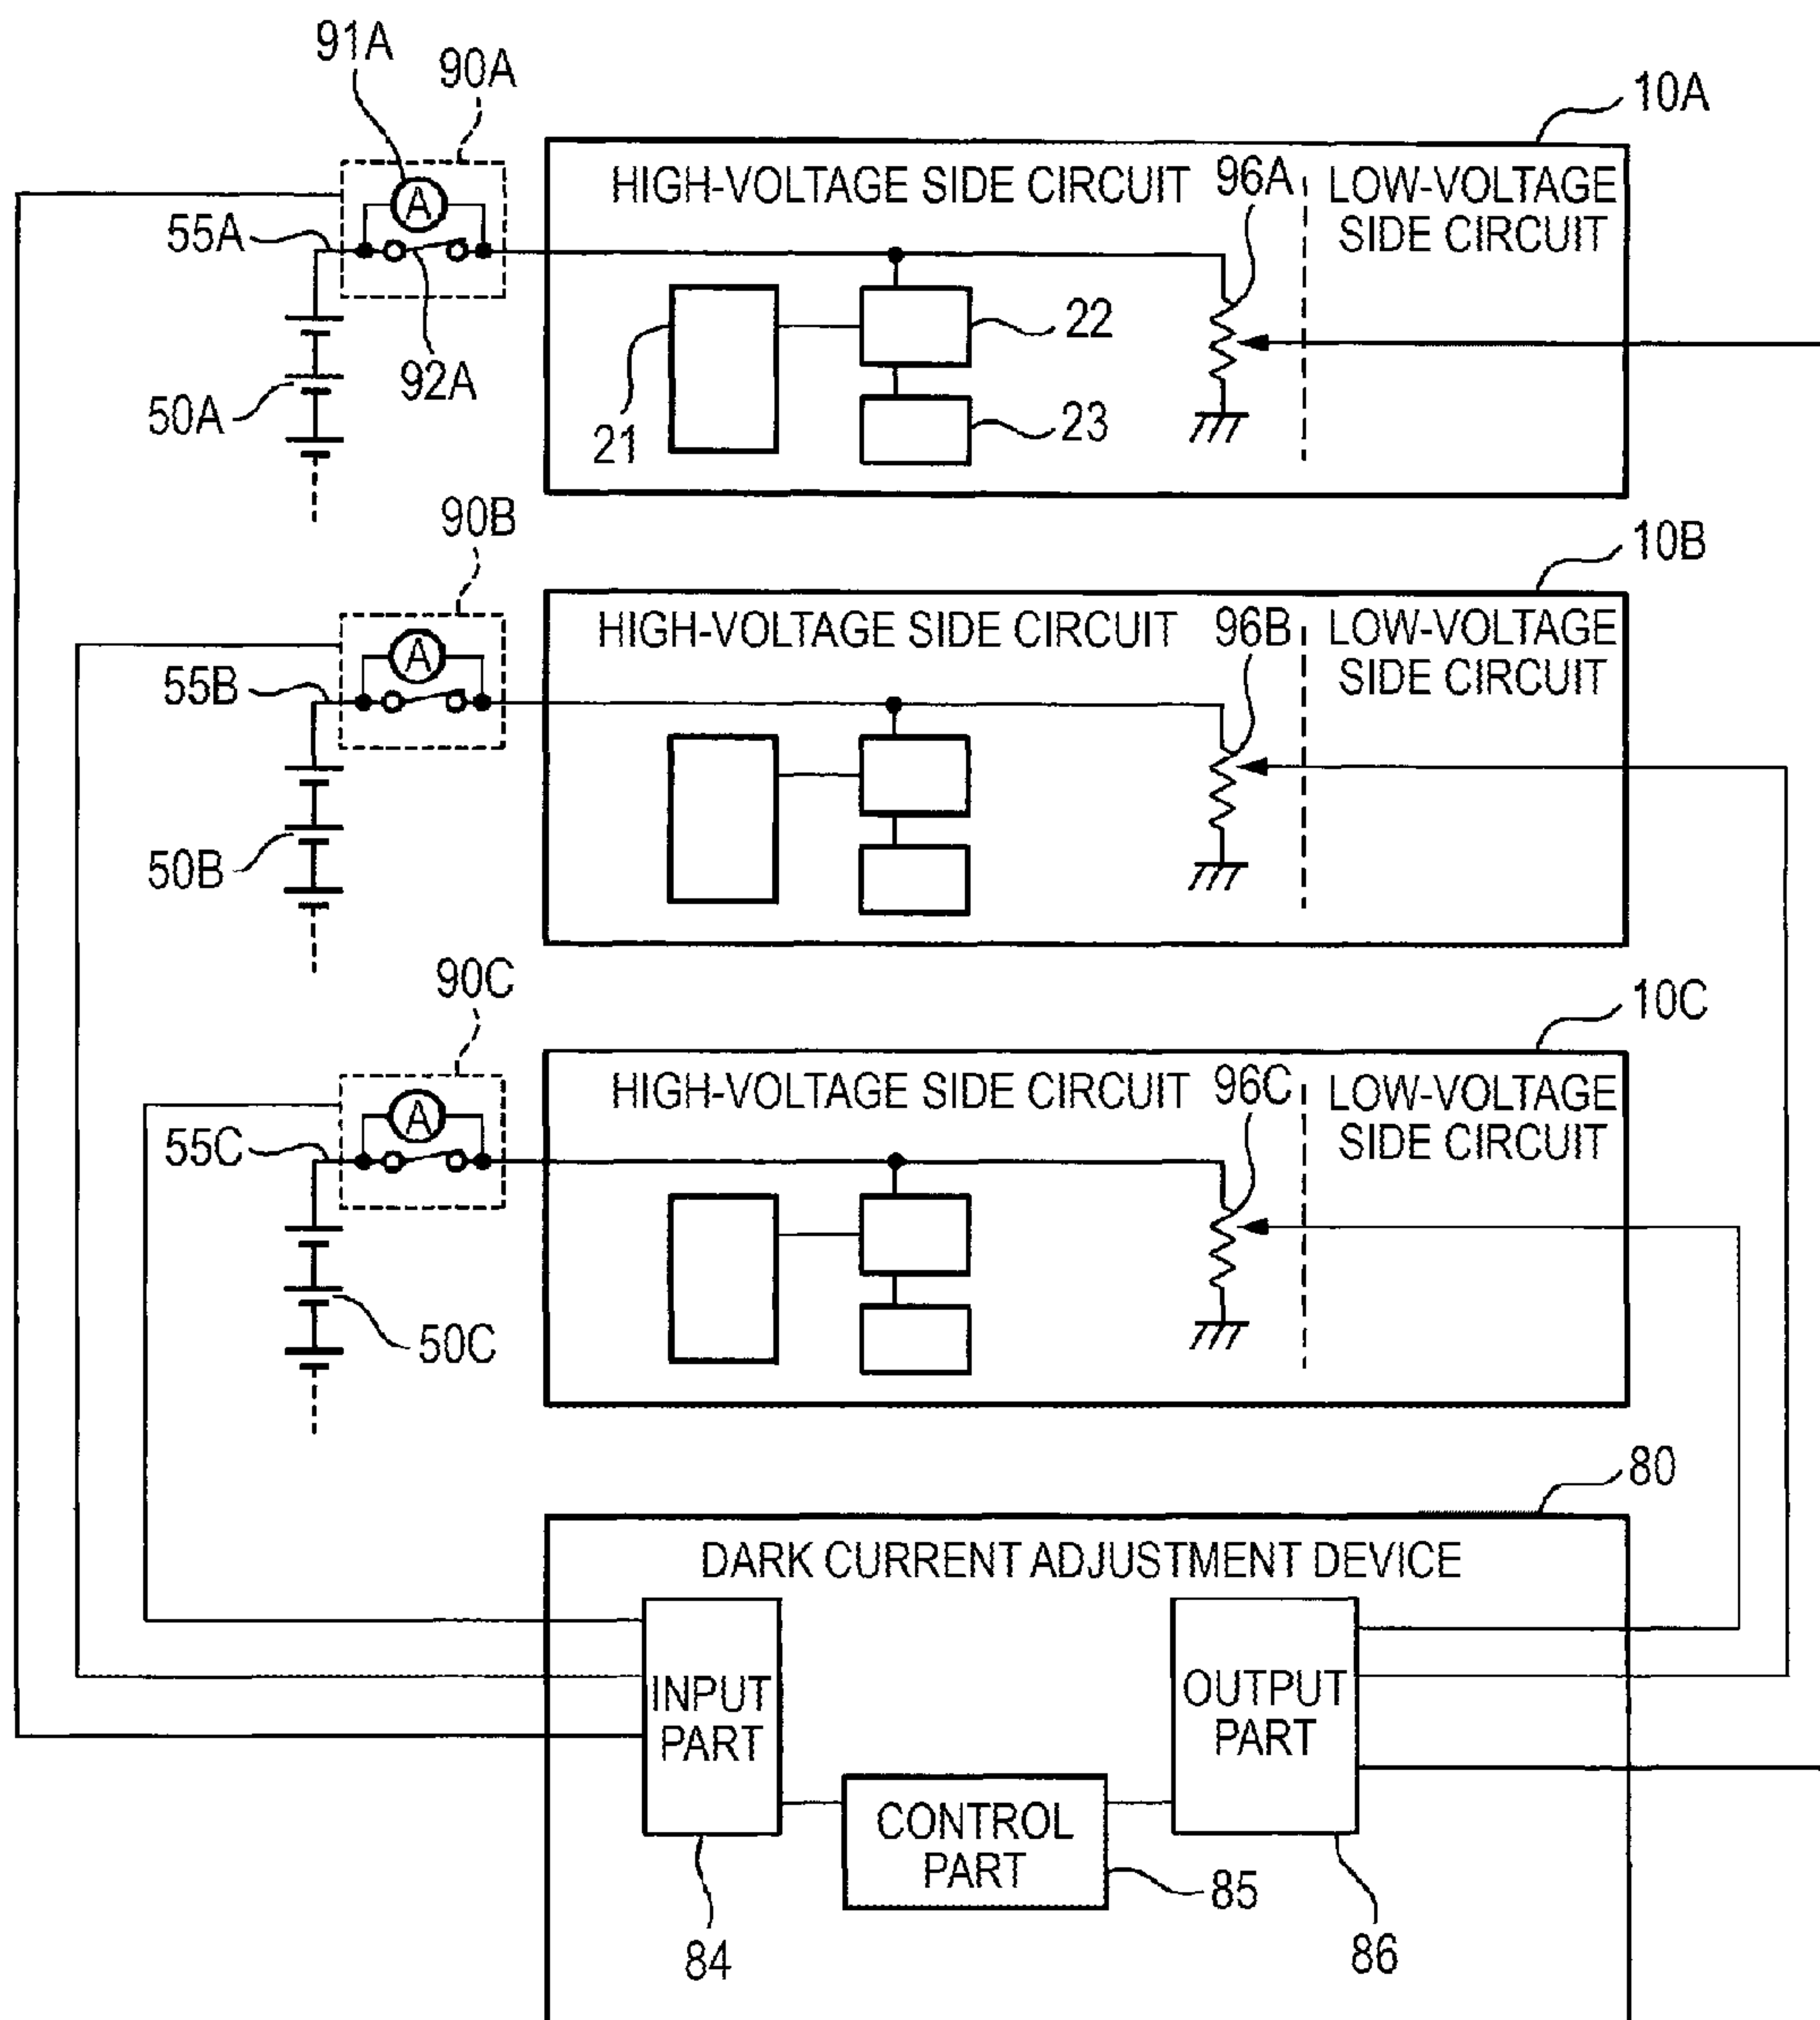 91A
90A
10A
HIGH-VOLTAGE SIDE CIRCUIT
96A
LOW-VOLTAGE
SIDE CIRCUIT
A
55A
92A
50A
21
22
23
90B
10B
HIGH-VOLTAGE SIDE CIRCUIT
96B
LOW-VOLTAGE
SIDE CIRCUIT
A
55B
50B
90C
10C
HIGH-VOLTAGE SIDE CIRCUIT
96C
LOW-VOLTAGE
SIDE CIRCUIT
A
55C
50C
80
DARK CURRENT ADJUSTMENT DEVICE
INPUT
PART
OUTPUT
PART
CONTROL
PART
84
85
86